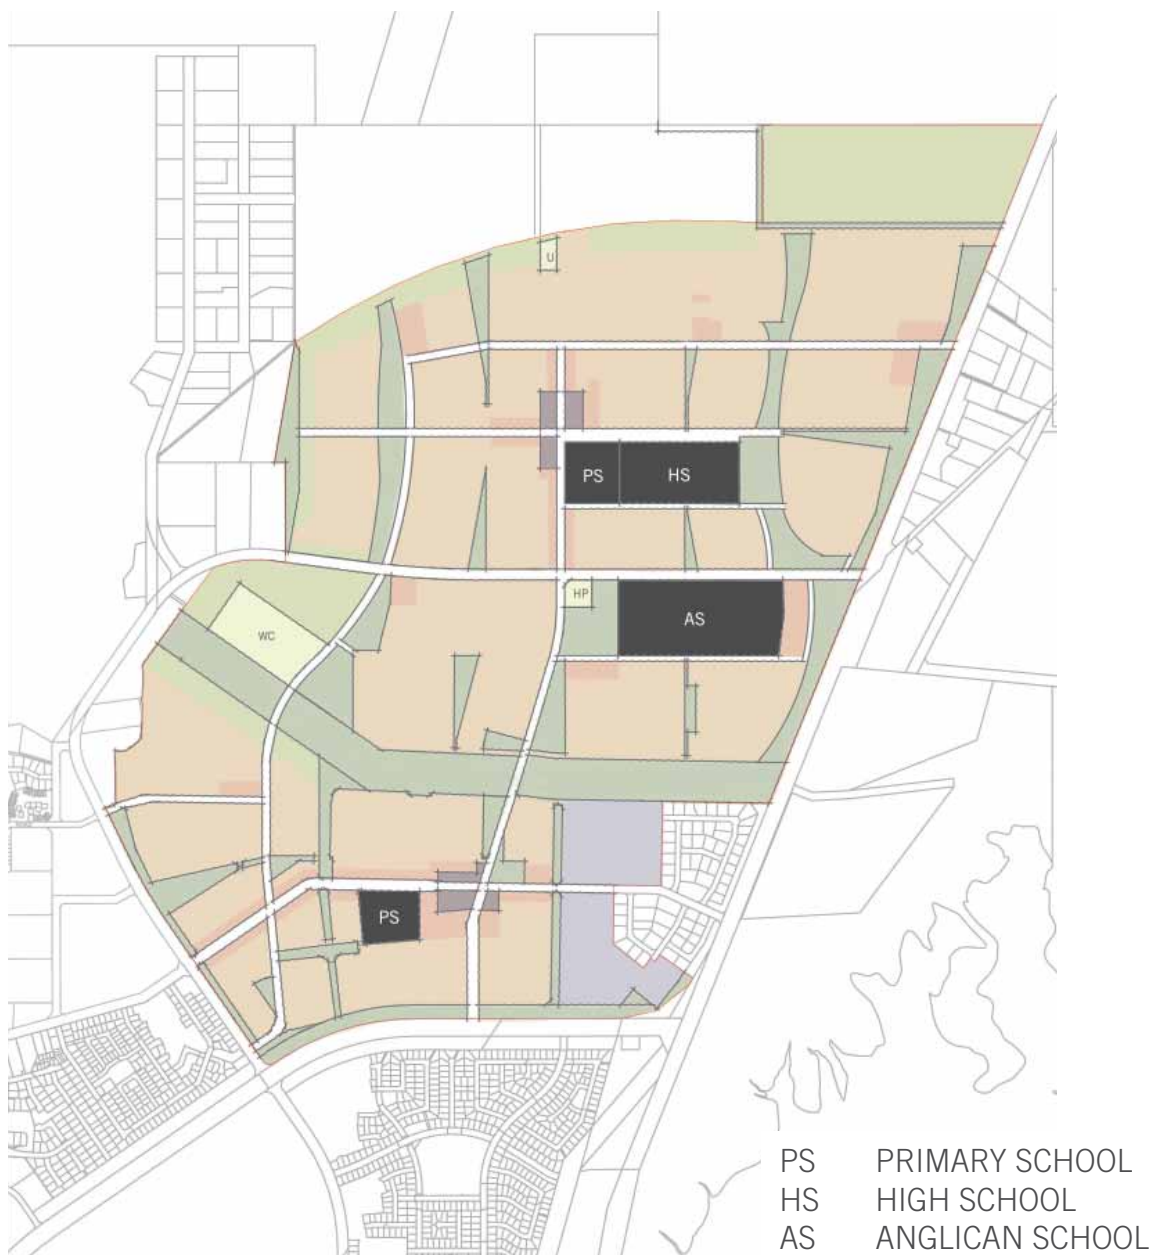 U
PS HS
HP
AS
WC
PS
PS PRIMARY SCHOOL
HS HIGH SCHOOL
AS ANGLICAN SCHOOL